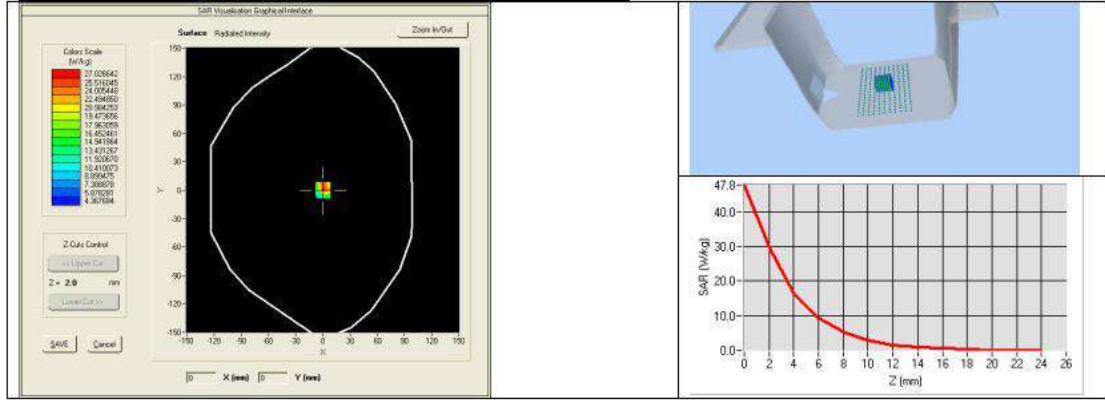 SAR Visualisation Graphical Interface
Surface Radiated Intensity
Zoom In/Out
Colors Scale
(W/kg)
27.026642
25.516045
24.005448
22.494850
20.984253
19.473656
17.963059
16.452461
14.941864
13.431267
11.920670
10.410073
8.899475
7.388878
5.878281
4.367684
Z-Cuts Control
<< Upper Cut
Z = 2.0 mm
Lower Cut >>
SAVE Cancel
150
120
90
60
30
0
-30
-60
-90
-120
-150
Y
-150 -120 -90 -60 -30 0 30 60 90 120 150
X
0 X (mm) 0 Y (mm)
47.8
40.0
30.0
20.0
10.0
0.0
SAR (W/kg)
0 2 4 6 8 10 12 14 16 18 20 22 24 26
Z (mm)